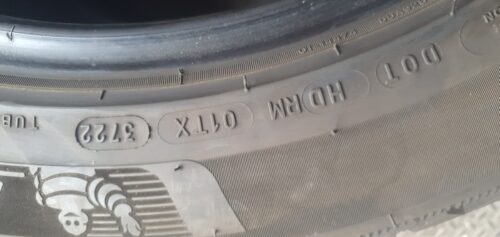 DOT HDRM 01TX 3722 TUB